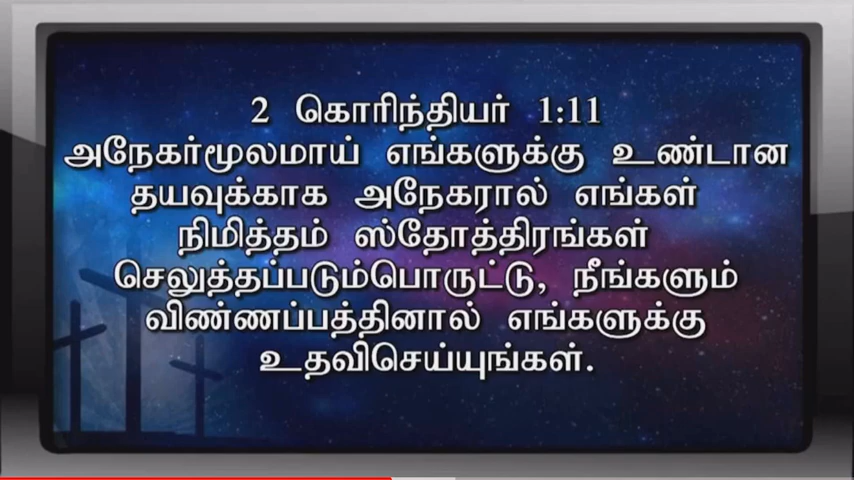 2 கொரிந்தியர் 1:11
அநேகர்மூலமாய் எங்களுக்கு உண்டான
தயவுக்காக அநேகரால் எங்கள்
நிமித்தம் ஸ்தோத்திரங்கள்
செலுத்தப்படும்பொருட்டு, நீங்களும்
விண்ணப்பத்தினால் எங்களுக்கு
உதவிசெய்யுங்கள்.